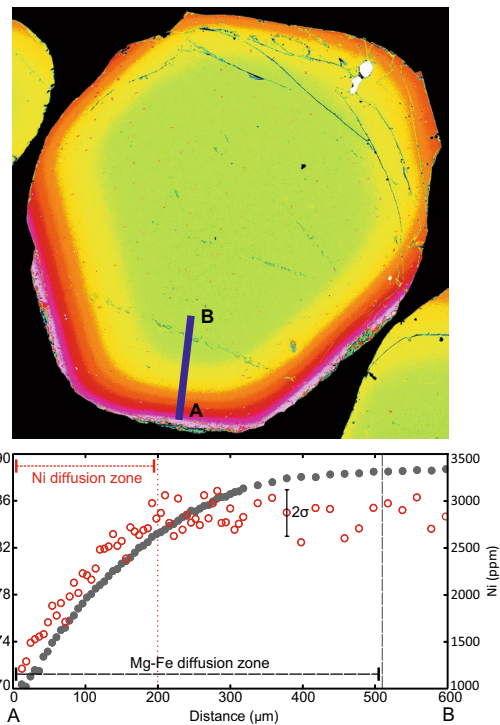 B
A
90
86
82
78
74
70
Ni diffusion zone
2σ
Mg-Fe diffusion zone
3500
3000
2500
2000
1500
1000
Ni (ppm)
0 100 200 300 400 500 600
A Distance (μm) B